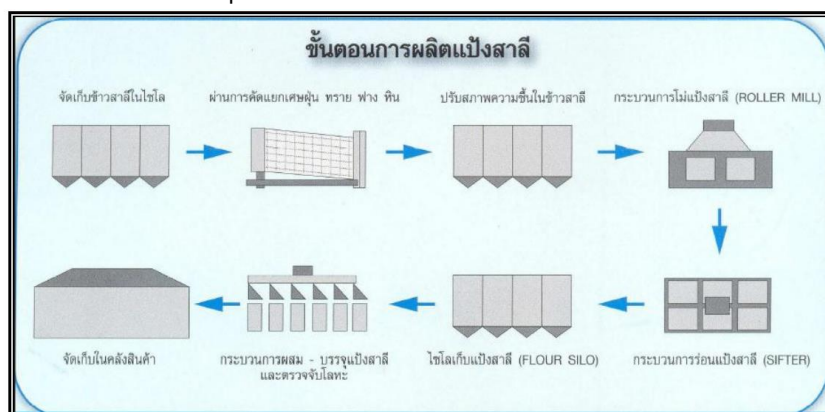 ขั้นตอนการผลิตแป้งสาลี
จัดเก็บข้าวสาลีในไซโล
ผ่านการคัดแยกเศษฝุ่น ทราย ฟาง หิน
ปรับสภาพความชื้นในข้าวสาลี
กระบวนการโม่แป้งสาลี (ROLLER MILL)
กระบวนการร่อนแป้งสาลี (SIFTER)
ไซโลเก็บแป้งสาลี (FLOUR SILO)
กระบวนการผสม - บรรจุแป้งสาลี
และตรวจจับโลหะ
จัดเก็บในคลังสินค้า